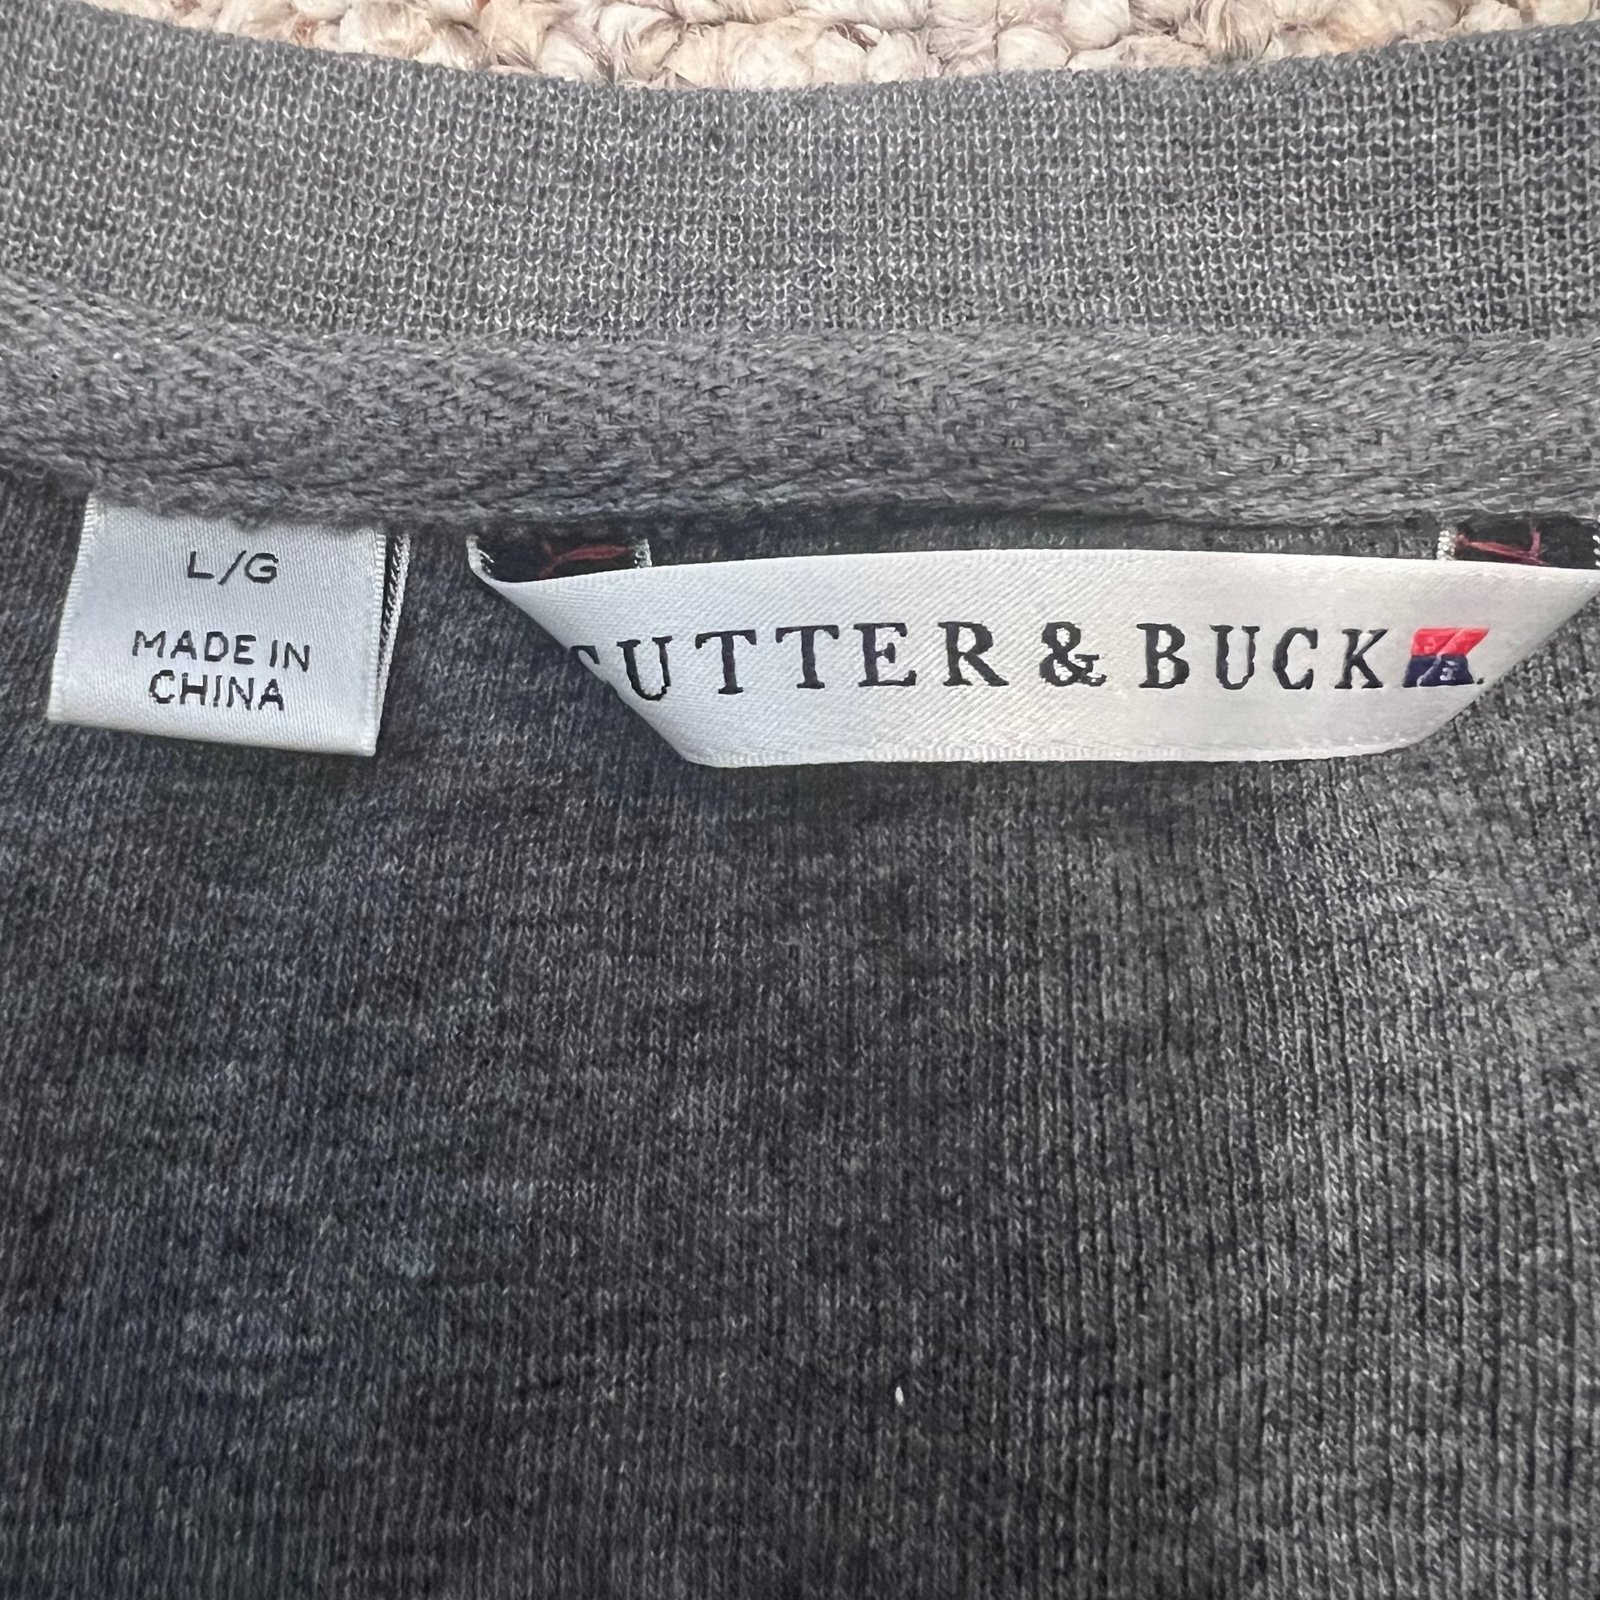 L/G
MADE IN
CHINA
CUTTER & BUCK